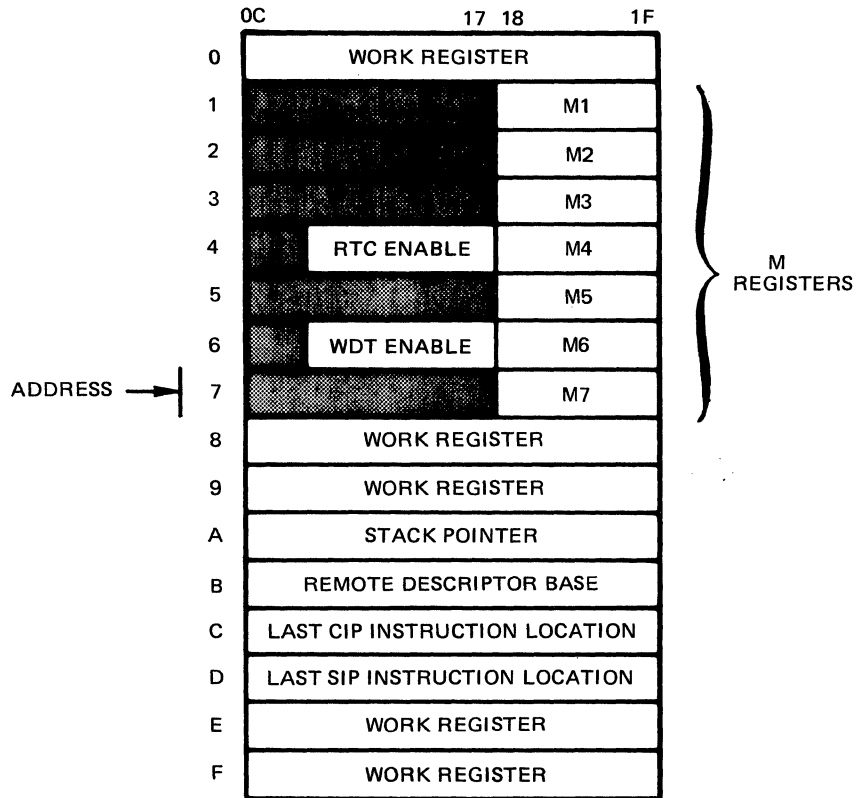 0C 17 18 1F
0 WORK REGISTER
1 M1
2 M2
3 M3
4 RTC ENABLE M4
5 M5
6 WDT ENABLE M6
7 M7
8 WORK REGISTER
9 WORK REGISTER
A STACK POINTER
B REMOTE DESCRIPTOR BASE
C LAST CIP INSTRUCTION LOCATION
D LAST SIP INSTRUCTION LOCATION
E WORK REGISTER
F WORK REGISTER
ADDRESS
M
REGISTERS